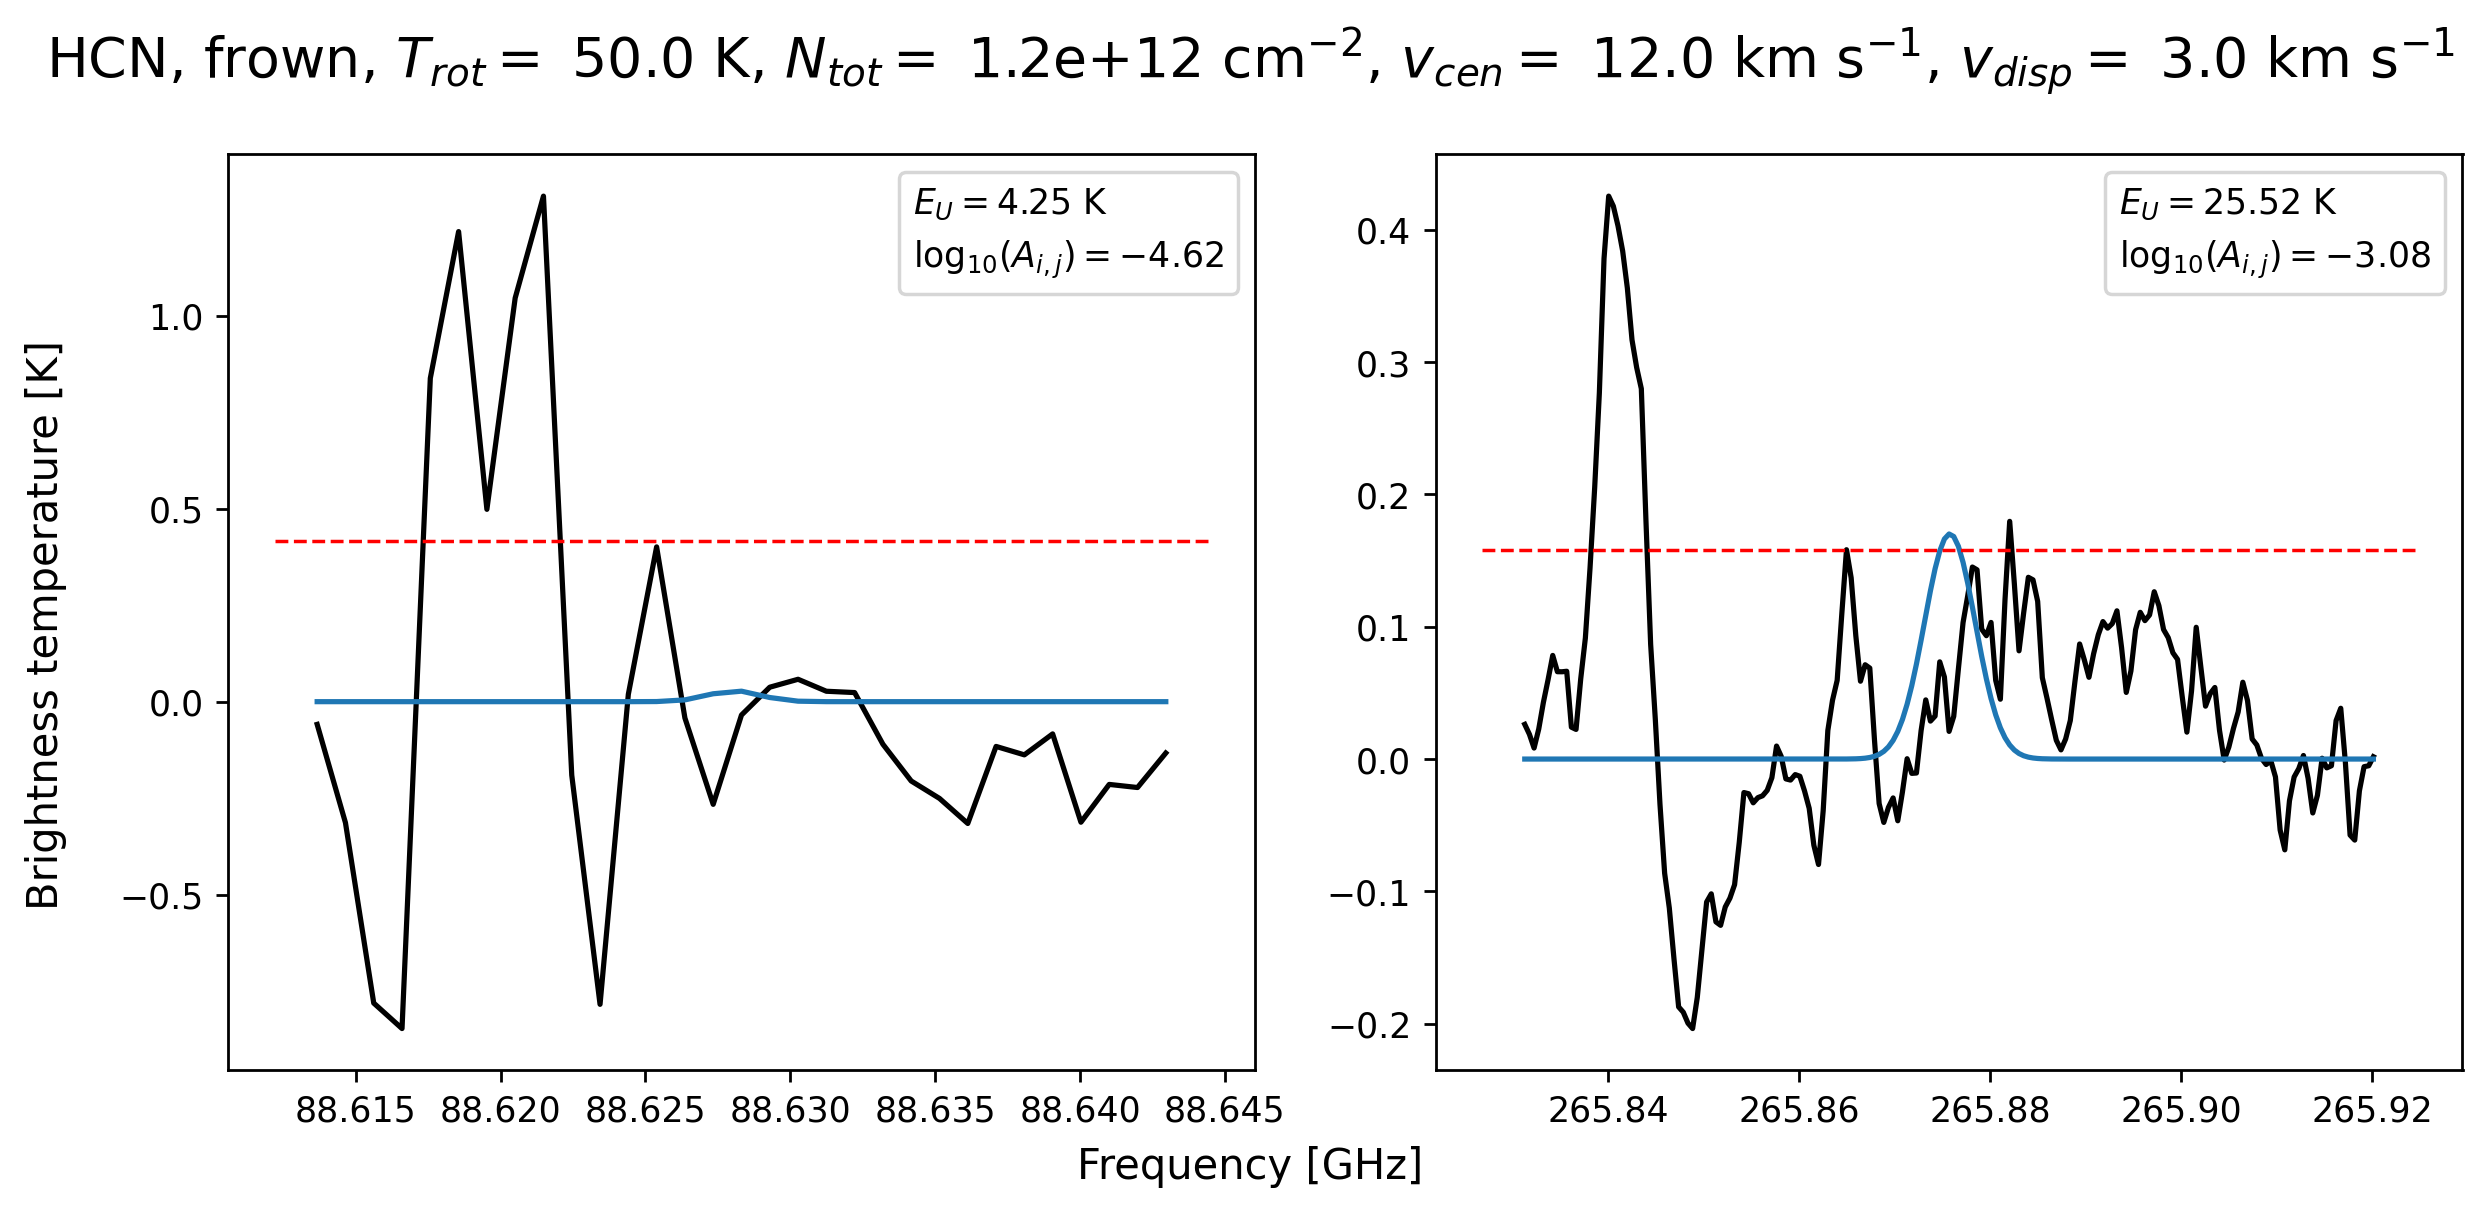 HCN, frown, T_rot = 50.0 K, N_tot = 1.2e+12 cm⁻², v_cen = 12.0 km s⁻¹, v_disp = 3.0 km s⁻¹
Brightness temperature [K]
1.0
0.5
0.0
−0.5
E_U = 4.25 K
log₁₀(A_i,j) = −4.62
88.615 88.620 88.625 88.630 88.635 88.640 88.645
0.4
0.3
0.2
0.1
0.0
−0.1
−0.2
E_U = 25.52 K
log₁₀(A_i,j) = −3.08
265.84 265.86 265.88 265.90 265.92
Frequency [GHz]